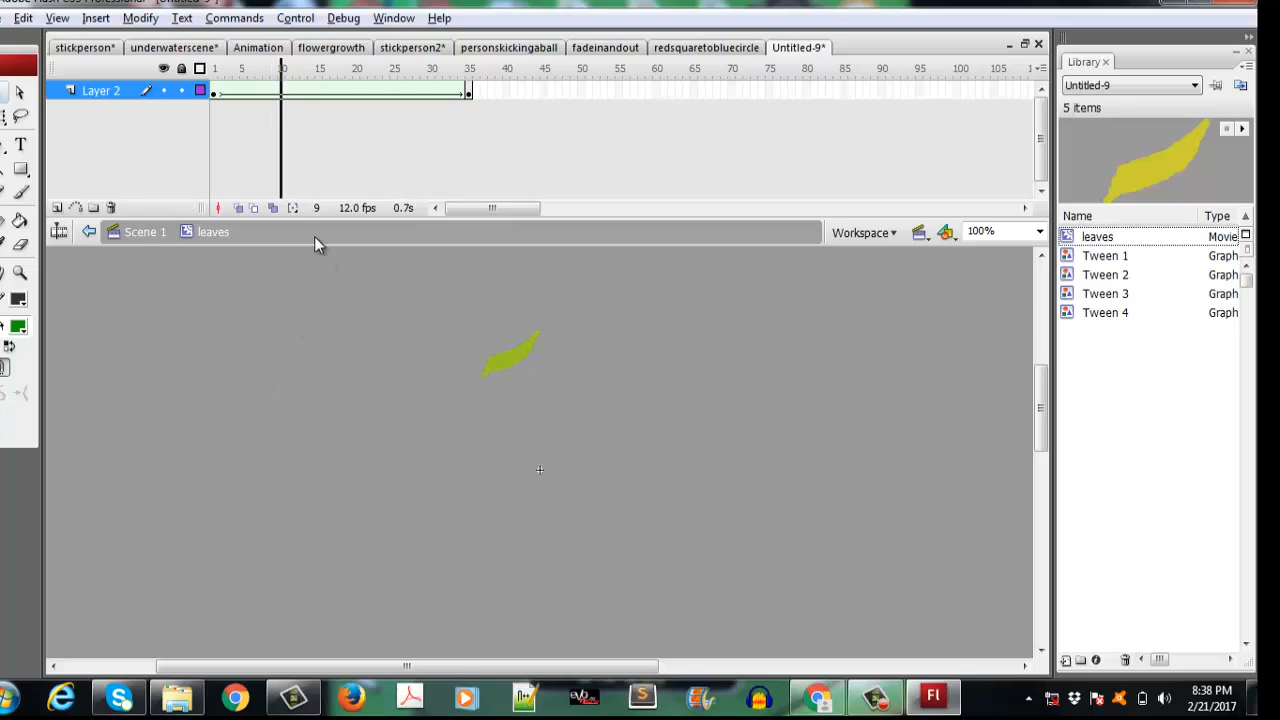 Edit View Insert Modify Text Commands Control Debug Window Help
stickperson* underwaterscene* Animation flowergrowth stickperson2* personskickingaball fadeinandout redsquaretobluecircle Untitled-9*
Library
1 5 10 15 20 25 30 35 40 45 50 55 60 65 70 75 80 85 90 95 100 105 1
Untitled-9
Layer 2
5 items
9 12.0 fps 0.7s
Name Type
Scene 1 leaves Workspace 100%
leaves Movie
Tween 1 Graph
Tween 2 Graph
Tween 3 Graph
Tween 4 Graph
8:38 PM
2/21/2017